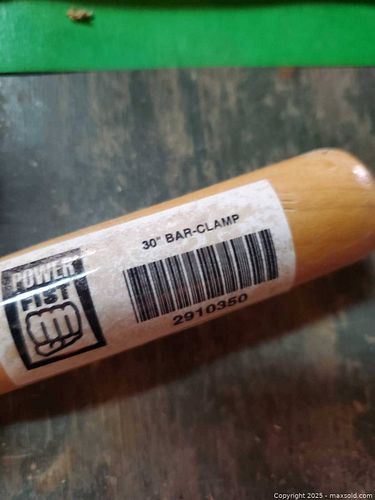 30" BAR-CLAMP
POWER
FIST
2910350
Copyright 2025 - maxsold.com